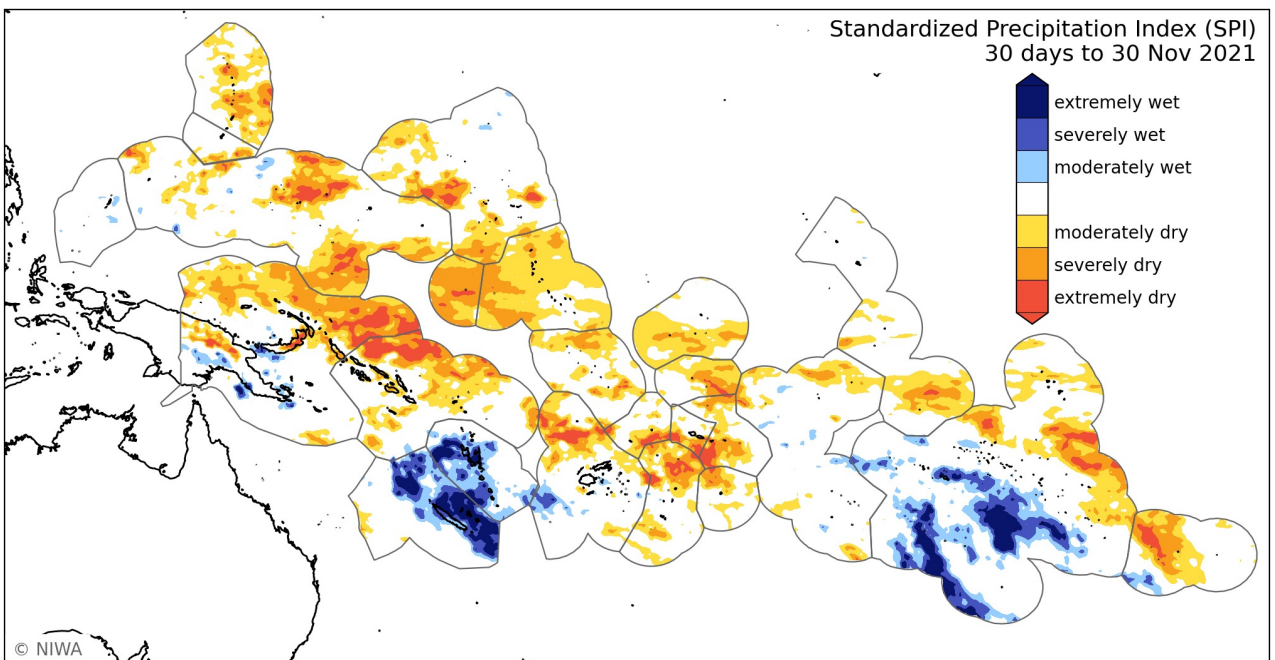 Standardized Precipitation Index (SPI)
30 days to 30 Nov 2021
extremely wet
severely wet
moderately wet
moderately dry
severely dry
extremely dry
© NIWA